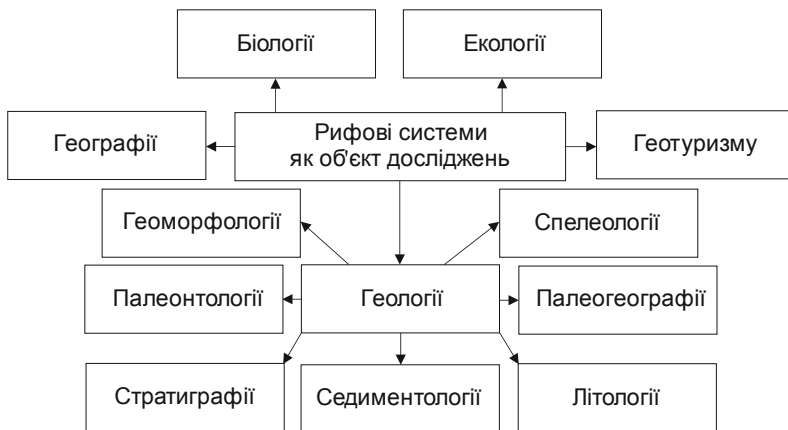 Біології
Екології
Географії
Рифові системи
як об'єкт досліджень
Геотуризму
Геоморфології
Спелеології
Палеонтології
Геології
Палеогеографії
Стратиграфії
Седиментології
Літології